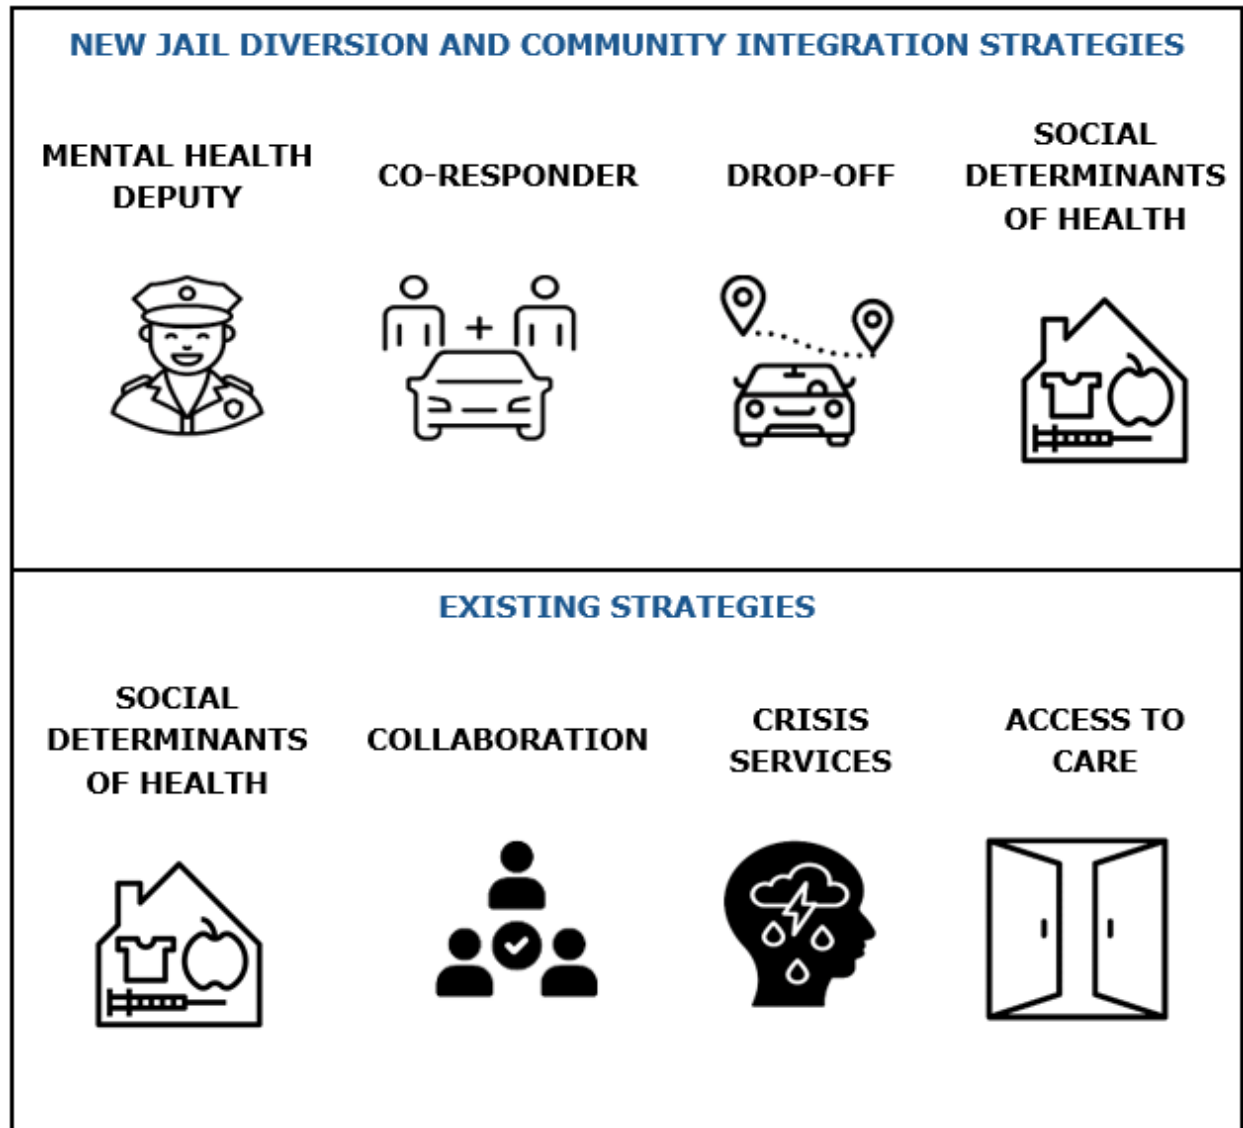 NEW JAIL DIVERSION AND COMMUNITY INTEGRATION STRATEGIES
MENTAL HEALTH
DEPUTY
CO-RESPONDER
DROP-OFF
SOCIAL
DETERMINANTS
OF HEALTH
EXISTING STRATEGIES
SOCIAL
DETERMINANTS
OF HEALTH
COLLABORATION
CRISIS
SERVICES
ACCESS TO
CARE